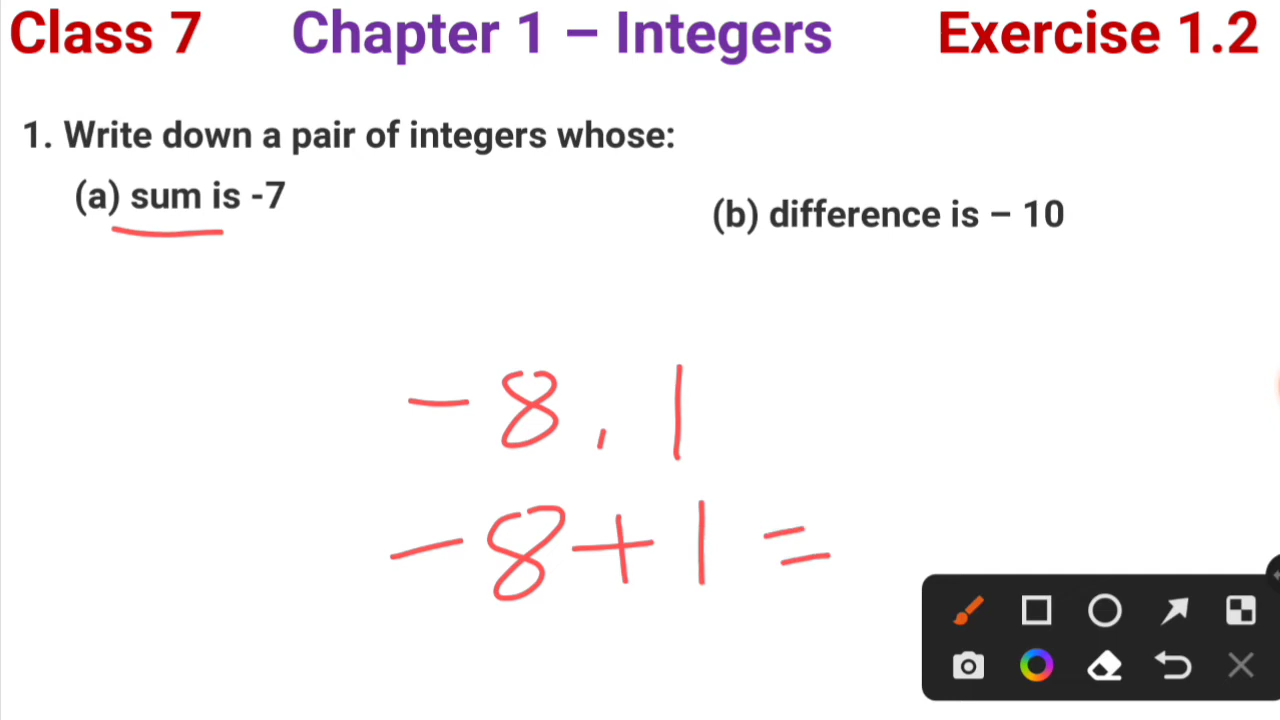 Class 7 Chapter 1 – Integers Exercise 1.2
1. Write down a pair of integers whose:
(a) sum is -7
(b) difference is – 10
-8, 1
-8+1=